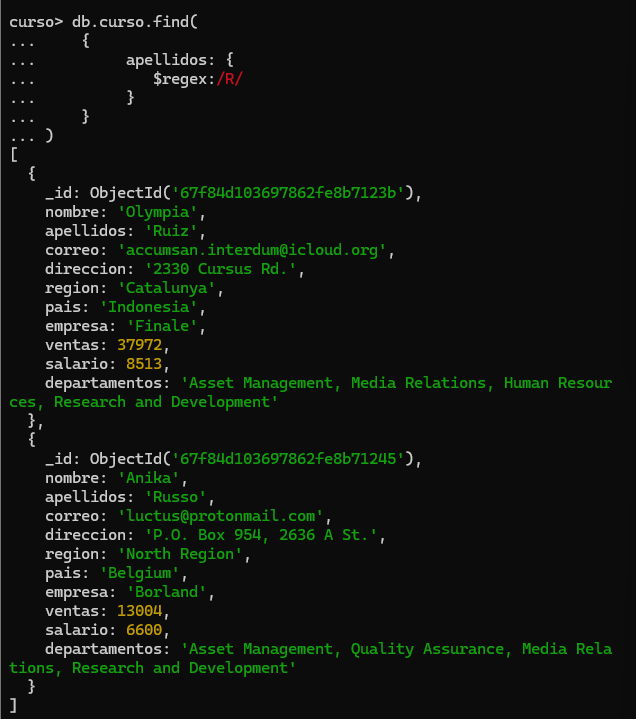 curso> db.curso.find(
...     {
...          apellidos: {
...             $regex:/R/
...          }
...     }
... )
[
  {
    _id: ObjectId('67f84d103697862fe8b7123b'),
    nombre: 'Olympia',
    apellidos: 'Ruiz',
    correo: 'accumsan.interdum@icloud.org',
    direccion: '2330 Cursus Rd.',
    region: 'Catalunya',
    pais: 'Indonesia',
    empresa: 'Finale',
    ventas: 37972,
    salario: 8513,
    departamentos: 'Asset Management, Media Relations, Human Resour
ces, Research and Development'
  },
  {
    _id: ObjectId('67f84d103697862fe8b71245'),
    nombre: 'Anika',
    apellidos: 'Russo',
    correo: 'luctus@protonmail.com',
    direccion: 'P.O. Box 954, 2636 A St.',
    region: 'North Region',
    pais: 'Belgium',
    empresa: 'Borland',
    ventas: 13004,
    salario: 6600,
    departamentos: 'Asset Management, Quality Assurance, Media Rela
tions, Research and Development'
  }
]